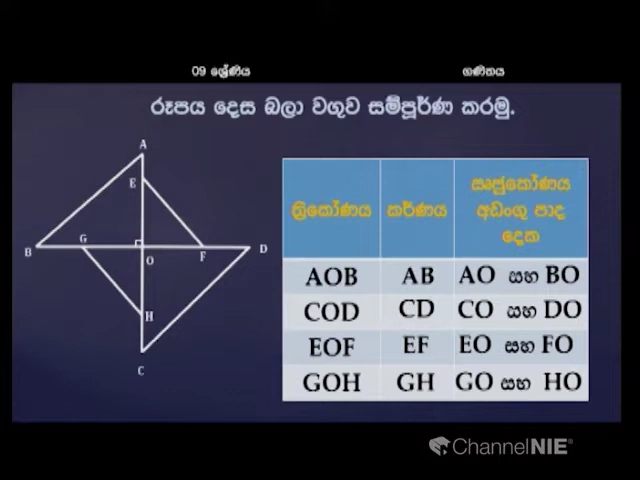 09 ශ්‍රේණිය
ගණිතය
රූපය දෙස බලා වගුව සම්පූර්ණ කරමු.
A
E
B
G
O
F
D
H
C
ත්‍රිකෝණය
කර්ණය
ඍජුකෝණය
අඩංගු පාද
දෙක
AOB AB AO සහ BO
COD CD CO සහ DO
EOF EF EO සහ FO
GOH GH GO සහ HO
ChannelNIE